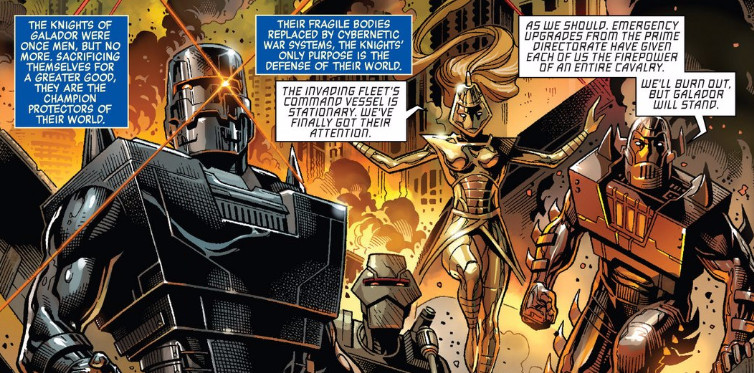 THE KNIGHTS OF
GALADOR WERE
ONCE MEN, BUT NO
MORE. SACRIFICING
THEMSELVES FOR
A GREATER GOOD,
THEY ARE THE
CHAMPION
PROTECTORS OF
THEIR WORLD.
THEIR FRAGILE BODIES
REPLACED BY CYBERNETIC
WAR SYSTEMS, THE KNIGHTS'
ONLY PURPOSE IS THE
DEFENSE OF THEIR WORLD.
THE INVADING FLEET'S
COMMAND VESSEL IS
STATIONARY. WE'VE
FINALLY GOT THEIR
ATTENTION.
AS WE SHOULD. EMERGENCY
UPGRADES FROM THE PRIME
DIRECTORATE HAVE GIVEN
EACH OF US THE FIREPOWER
OF AN ENTIRE CAVALRY.
WE'LL BURN OUT,
BUT GALADOR
WILL STAND.